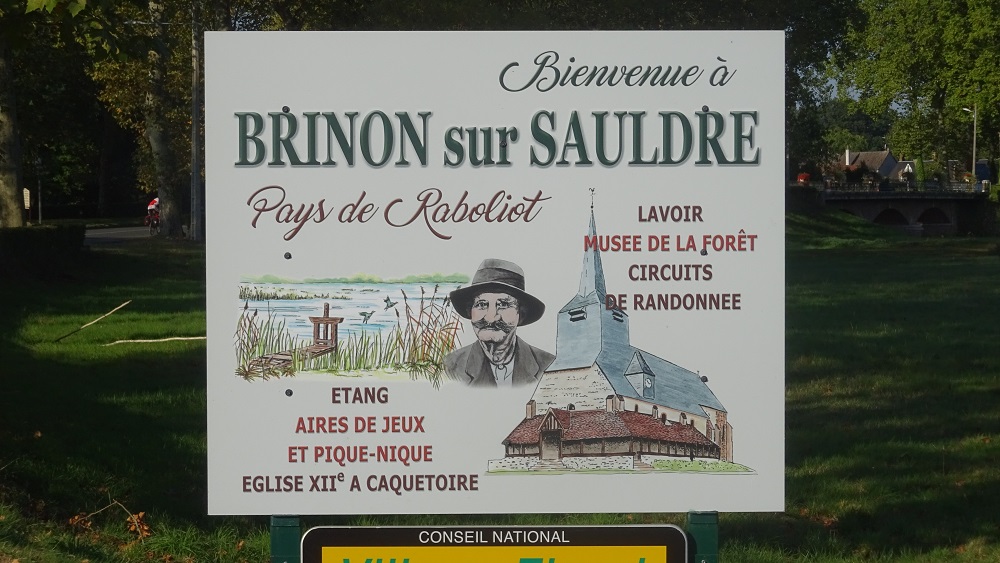 Bienvenue à
BRINON sur SAULDRE
Pays de Raboliot
LAVOIR
MUSEE DE LA FORÊT
CIRCUITS
DE RANDONNEE
ETANG
AIRES DE JEUX
ET PIQUE-NIQUE
EGLISE XIIe A CAQUETOIRE
CONSEIL NATIONAL